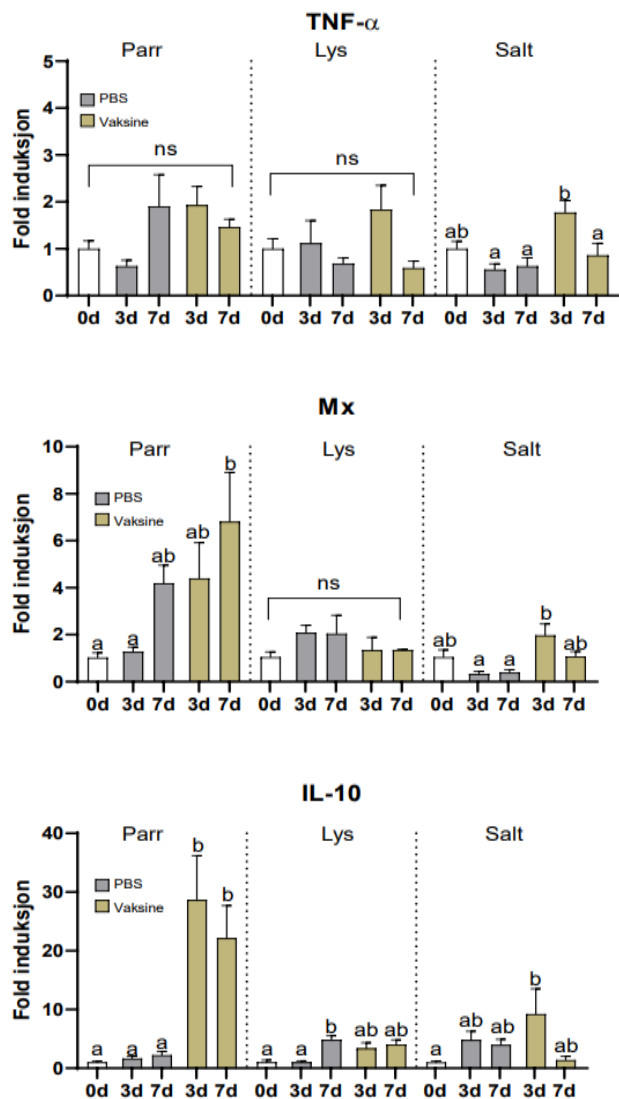 TNF-α
Parr Lys Salt
5
4
3
2
1
0
Fold induksjon
PBS
Vaksine
ns
ns
ab a a b a
0d 3d 7d 3d 7d 0d 3d 7d 3d 7d 0d 3d 7d 3d 7d
Mx
Parr Lys Salt
10
8
6
4
2
0
Fold induksjon
PBS
Vaksine
a a ab ab b
ns
ab a a b ab
0d 3d 7d 3d 7d 0d 3d 7d 3d 7d 0d 3d 7d 3d 7d
IL-10
Parr Lys Salt
40
30
20
10
0
Fold induksjon
PBS
Vaksine
a a a b b
a a b ab ab
a ab ab b ab
0d 3d 7d 3d 7d 0d 3d 7d 3d 7d 0d 3d 7d 3d 7d